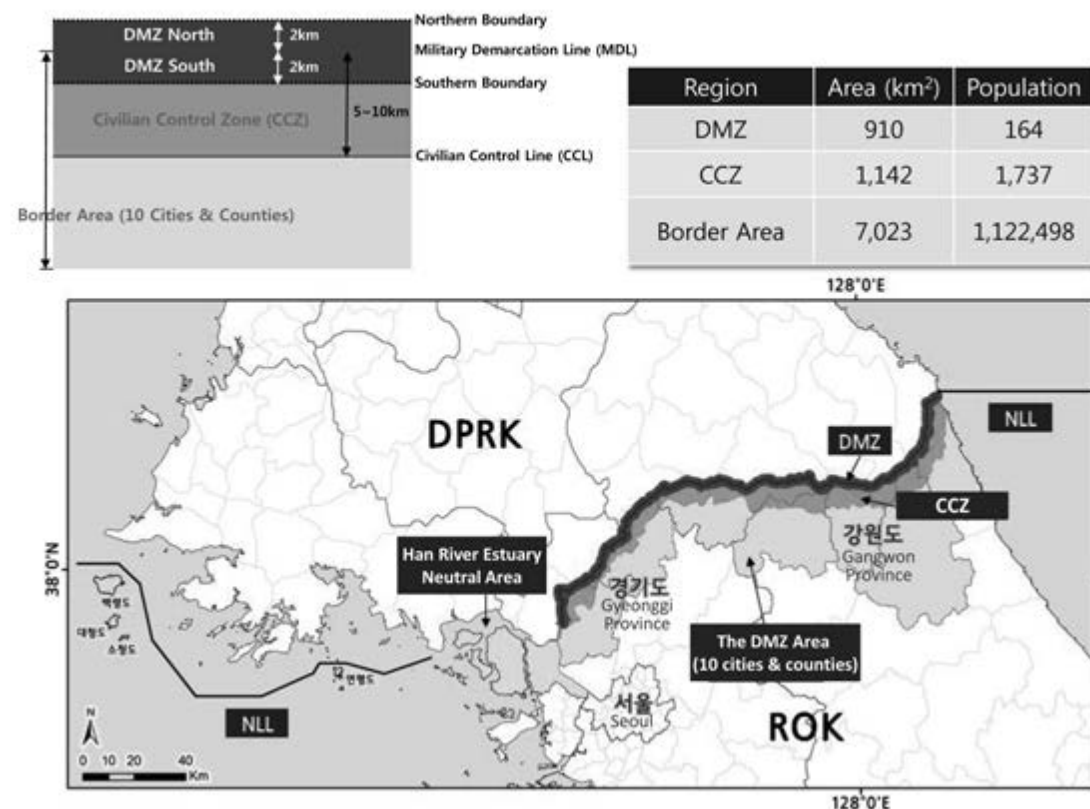 Northern Boundary
DMZ North
2km
Military Demarcation Line (MDL)
DMZ South
2km
Southern Boundary
5~10km
Civilian Control Zone (CCZ)
Civilian Control Line (CCL)
Border Area (10 Cities & Counties)
Region Area (km²) Population
DMZ 910 164
CCZ 1,142 1,737
Border Area 7,023 1,122,498
128°0'E
DPRK
NLL
DMZ
CCZ
강원도
Gangwon
Province
Han River Estuary
Neutral Area
38°0'N
경기도
Gyeonggi
Province
백령도
대청도
소청도
The DMZ Area
(10 cities & counties)
연평도
서울
Seoul
NLL
ROK
N
0 10 20 40
Km
128°0'E